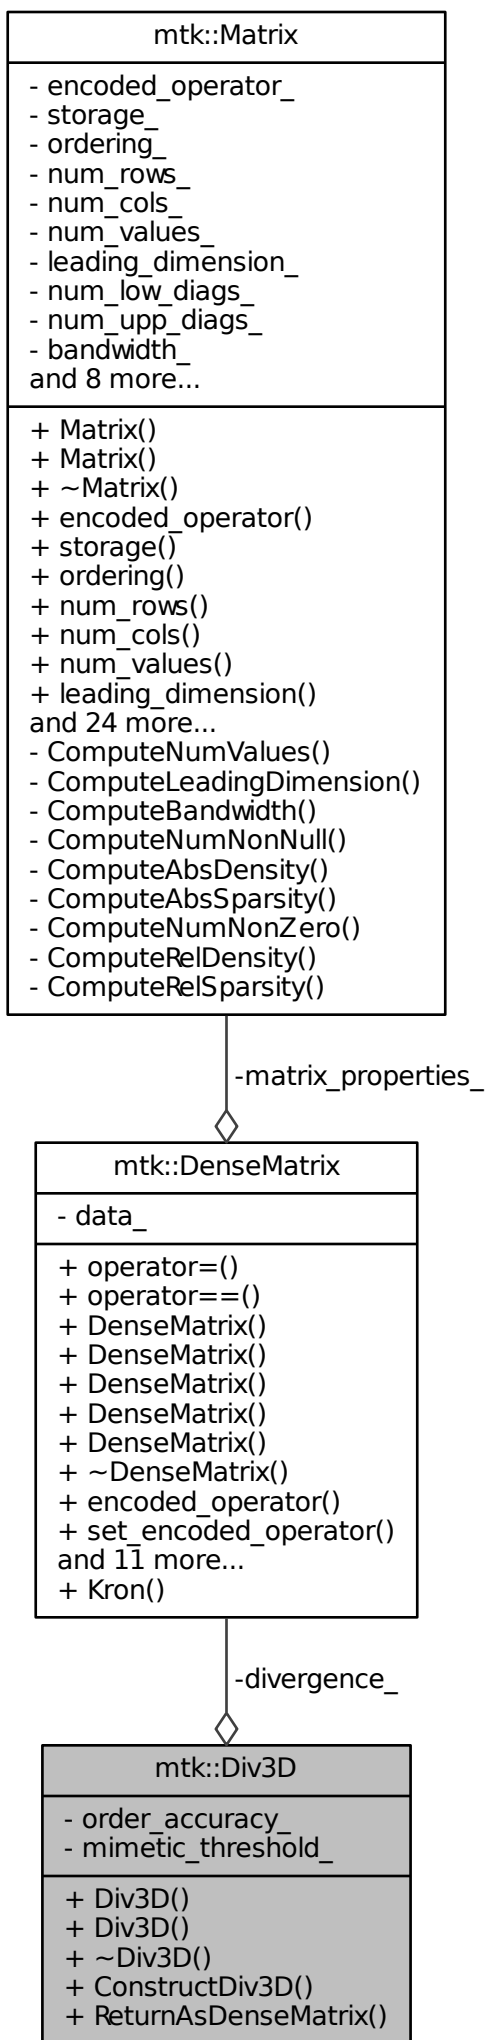 mtk::Matrix
- encoded_operator_
- storage_
- ordering_
- num_rows_
- num_cols_
- num_values_
- leading_dimension_
- num_low_diags_
- num_upp_diags_
- bandwidth_
and 8 more...
+ Matrix()
+ Matrix()
+ ~Matrix()
+ encoded_operator()
+ storage()
+ ordering()
+ num_rows()
+ num_cols()
+ num_values()
+ leading_dimension()
and 24 more...
- ComputeNumValues()
- ComputeLeadingDimension()
- ComputeBandwidth()
- ComputeNumNonNull()
- ComputeAbsDensity()
- ComputeAbsSparsity()
- ComputeNumNonZero()
- ComputeRelDensity()
- ComputeRelSparsity()
-matrix_properties_
mtk::DenseMatrix
- data_
+ operator=()
+ operator==()
+ DenseMatrix()
+ DenseMatrix()
+ DenseMatrix()
+ DenseMatrix()
+ DenseMatrix()
+ ~DenseMatrix()
+ encoded_operator()
+ set_encoded_operator()
and 11 more...
+ Kron()
-divergence_
mtk::Div3D
- order_accuracy_
- mimetic_threshold_
+ Div3D()
+ Div3D()
+ ~Div3D()
+ ConstructDiv3D()
+ ReturnAsDenseMatrix()